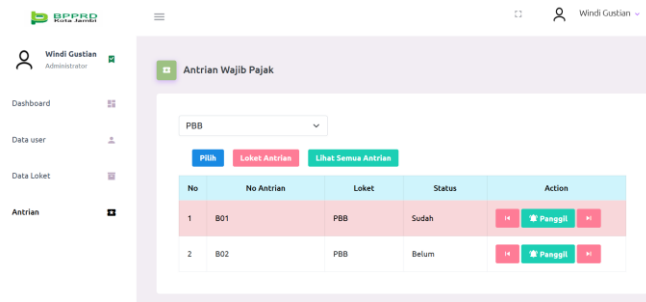 BPPRD
Kota Jambi
Windi Gustian
Windi Gustian
Administrator
Dashboard
Data user
Data Loket
Antrian
Antrian Wajib Pajak
PBB
Pilih
Loket Antrian
Lihat Semua Antrian
No No Antrian Loket Status Action
1 B01 PBB Sudah Panggil
2 B02 PBB Belum Panggil